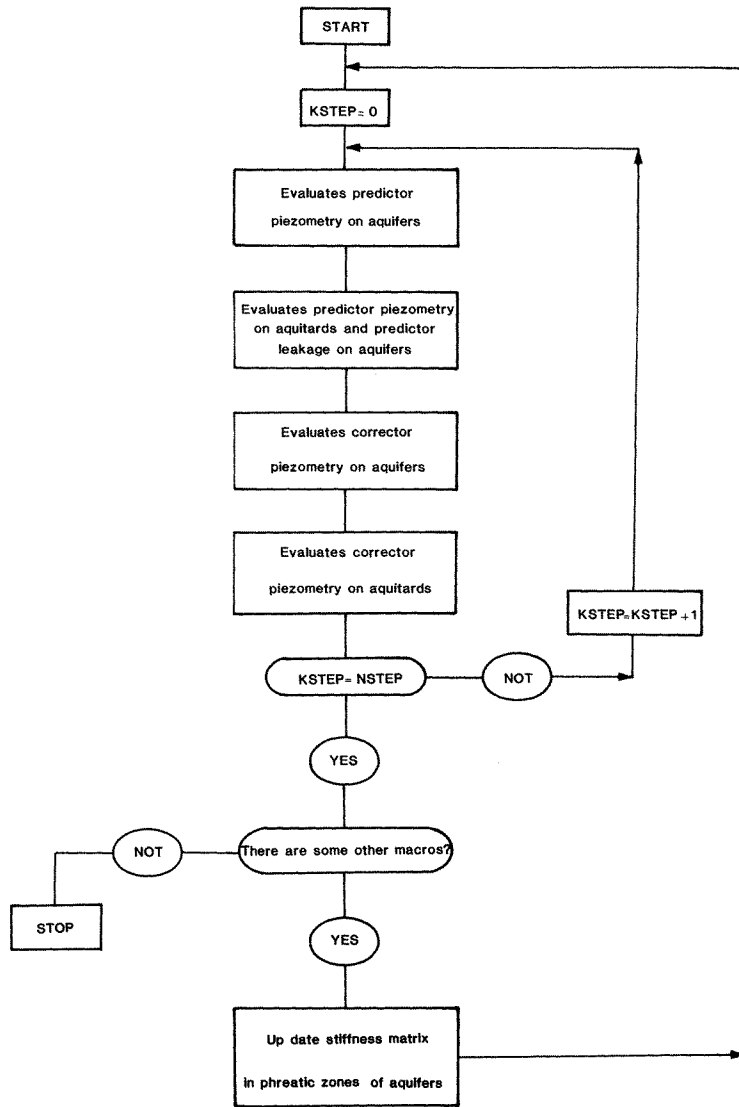 START
KSTEP= 0
Evaluates predictor
piezometry on aquifers
Evaluates predictor piezometry
on aquitards and predictor
leakage on aquifers
Evaluates corrector
piezometry on aquifers
Evaluates corrector
piezometry on aquitards
KSTEP=KSTEP +1
KSTEP= NSTEP
NOT
YES
There are some other macros?
NOT
STOP
YES
Up date stiffness matrix
in phreatic zones of aquifers